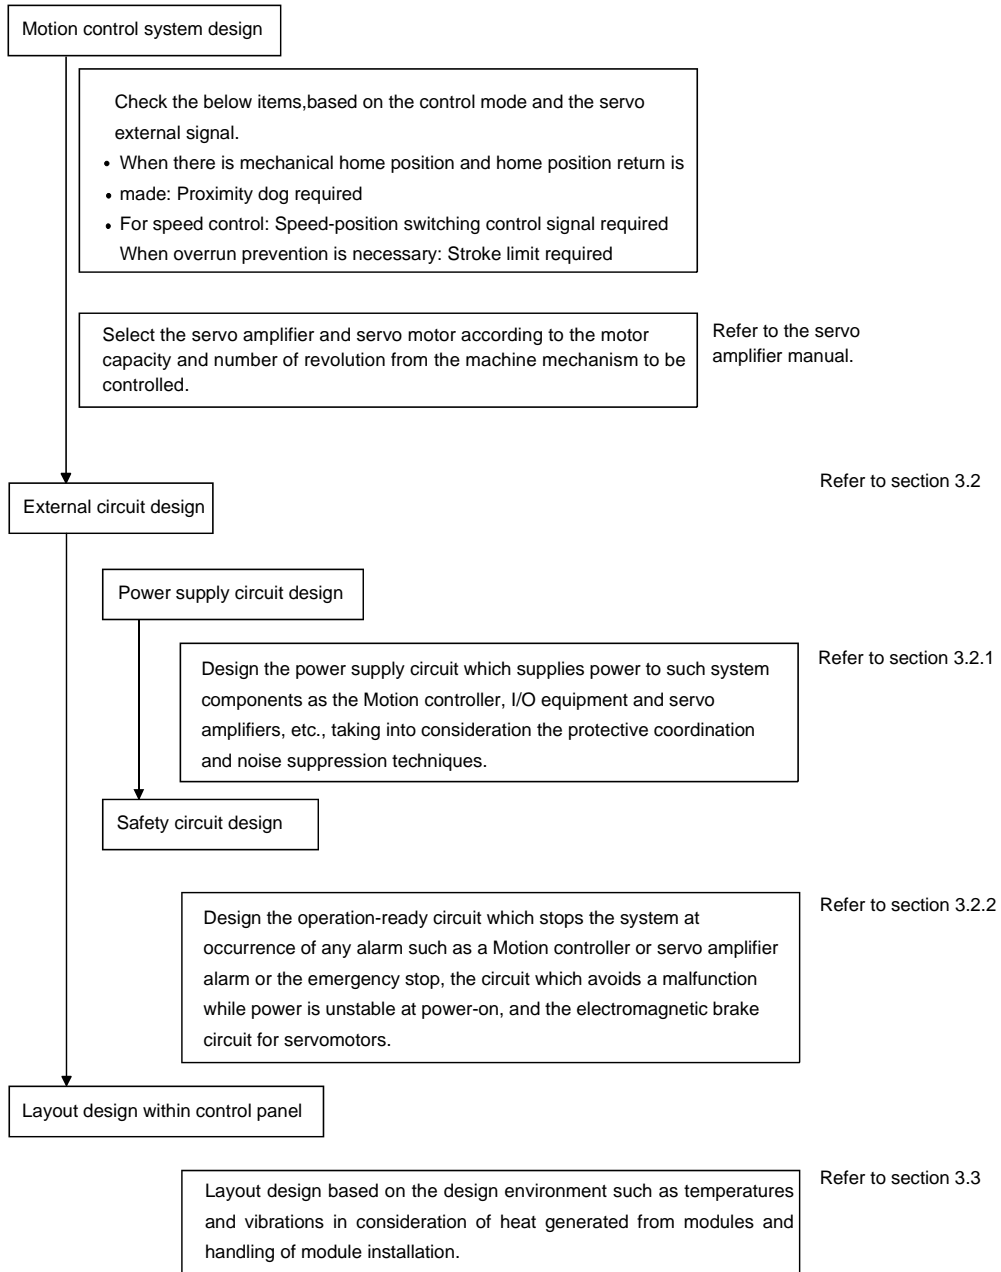 Motion control system design
Check the below items,based on the control mode and the servo
external signal.
• When there is mechanical home position and home position return is
• made: Proximity dog required
• For speed control: Speed-position switching control signal required
When overrun prevention is necessary: Stroke limit required
Select the servo amplifier and servo motor according to the motor
capacity and number of revolution from the machine mechanism to be
controlled.
Refer to the servo
amplifier manual.
Refer to section 3.2
External circuit design
Power supply circuit design
Design the power supply circuit which supplies power to such system
components as the Motion controller, I/O equipment and servo
amplifiers, etc., taking into consideration the protective coordination
and noise suppression techniques.
Refer to section 3.2.1
Safety circuit design
Design the operation-ready circuit which stops the system at
occurrence of any alarm such as a Motion controller or servo amplifier
alarm or the emergency stop, the circuit which avoids a malfunction
while power is unstable at power-on, and the electromagnetic brake
circuit for servomotors.
Refer to section 3.2.2
Layout design within control panel
Layout design based on the design environment such as temperatures
and vibrations in consideration of heat generated from modules and
handling of module installation.
Refer to section 3.3